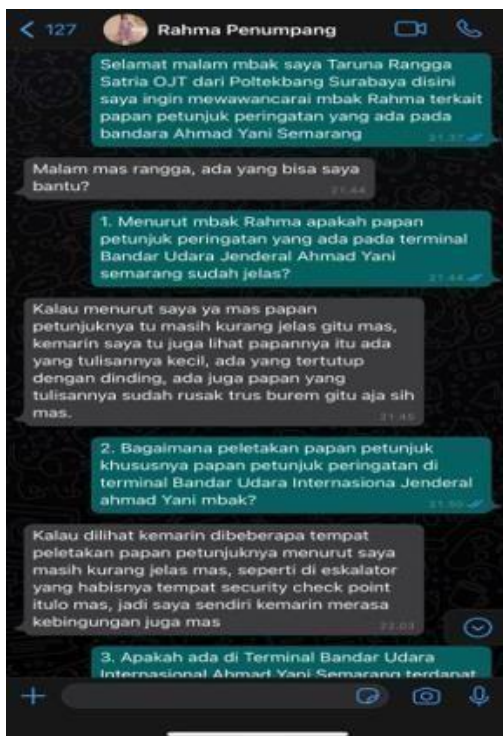 127
Rahma Penumpang
Selamat malam mbak saya Taruna Rangga
Satria OJT dari Poltekbang Surabaya disini
saya ingin mewawancarai mbak Rahma terkait
papan petunjuk peringatan yang ada pada
bandara Ahmad Yani Semarang
21.37
Malam mas rangga, ada yang bisa saya
bantu?
21.44
1. Menurut mbak Rahma apakah papan
petunjuk peringatan yang ada pada terminal
Bandar Udara Jenderal Ahmad Yani
semarang sudah jelas?
21.44
Kalau menurut saya ya mas papan
petunjuknya tu masih kurang jelas gitu mas,
kemarin saya tu juga lihat papannya itu ada
yang tulisannya kecil, ada yang tertutup
dengan dinding, ada juga papan yang
tulisannya sudah rusak trus burem gitu aja sih
mas.
2. Bagaimana peletakan papan petunjuk
khususnya papan petunjuk peringatan di
terminal Bandar Udara Internasiona Jenderal
ahmad Yani mbak?
Kalau dilihat kemarin dibeberapa tempat
peletakan papan petunjuknya menurut saya
masih kurang jelas mas, seperti di eskalator
yang habisnya tempat security check point
itulo mas, jadi saya sendiri kemarin merasa
kebingungan juga mas
22.03
3. Apakah ada di Terminal Bandar Udara
Internasional Ahmad Yani Semarang terdapat